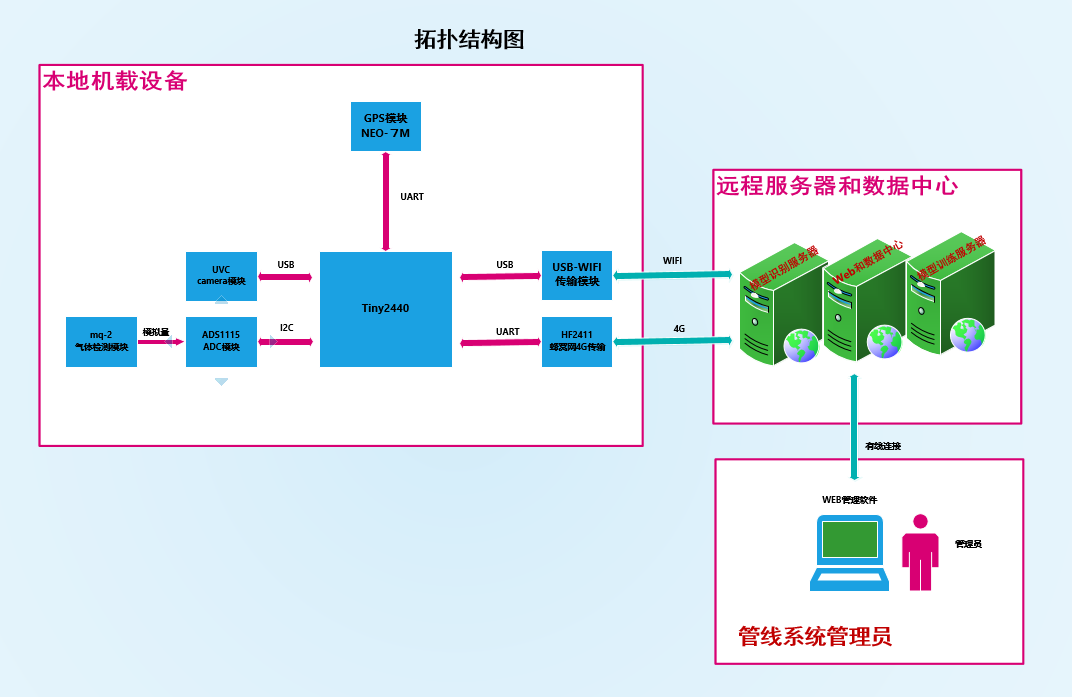 拓扑结构图
本地机载设备
GPS模块
NEO- 7M
UART
远程服务器和数据中心
UVC
camera模块
USB
Tiny2440
USB
USB-WIFI
传输模块
WIFI
模型识别服务器
Web和数据中心
模型训练服务器
mq-2
气体检测模块
模拟量
ADS1115
ADC模块
I2C
UART
HF2411
蜂窝网4G传输
4G
有线连接
WEB管理软件
管理员
管线系统管理员